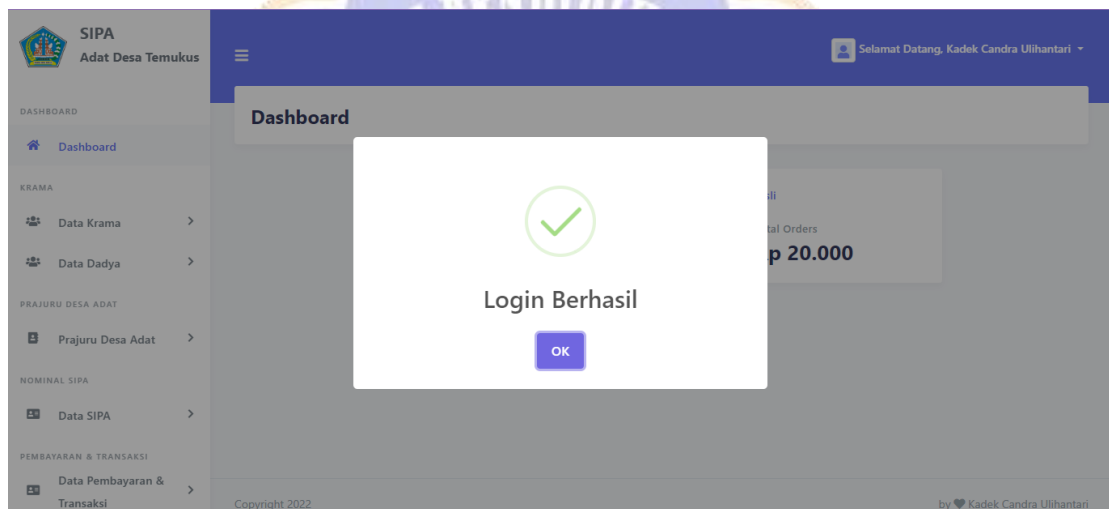 SIPA
Adat Desa Temukus
Selamat Datang, Kadek Candra Ulihantari
DASHBOARD
Dashboard
KRAMA
Data Krama
Data Dadya
PRAJURU DESA ADAT
Prajuru Desa Adat
NOMINAL SIPA
Data SIPA
PEMBAYARAN & TRANSAKSI
Data Pembayaran &
Transaksi
Dashboard
Login Berhasil
OK
20.000
Copyright 2022
by Kadek Candra Ulihantari